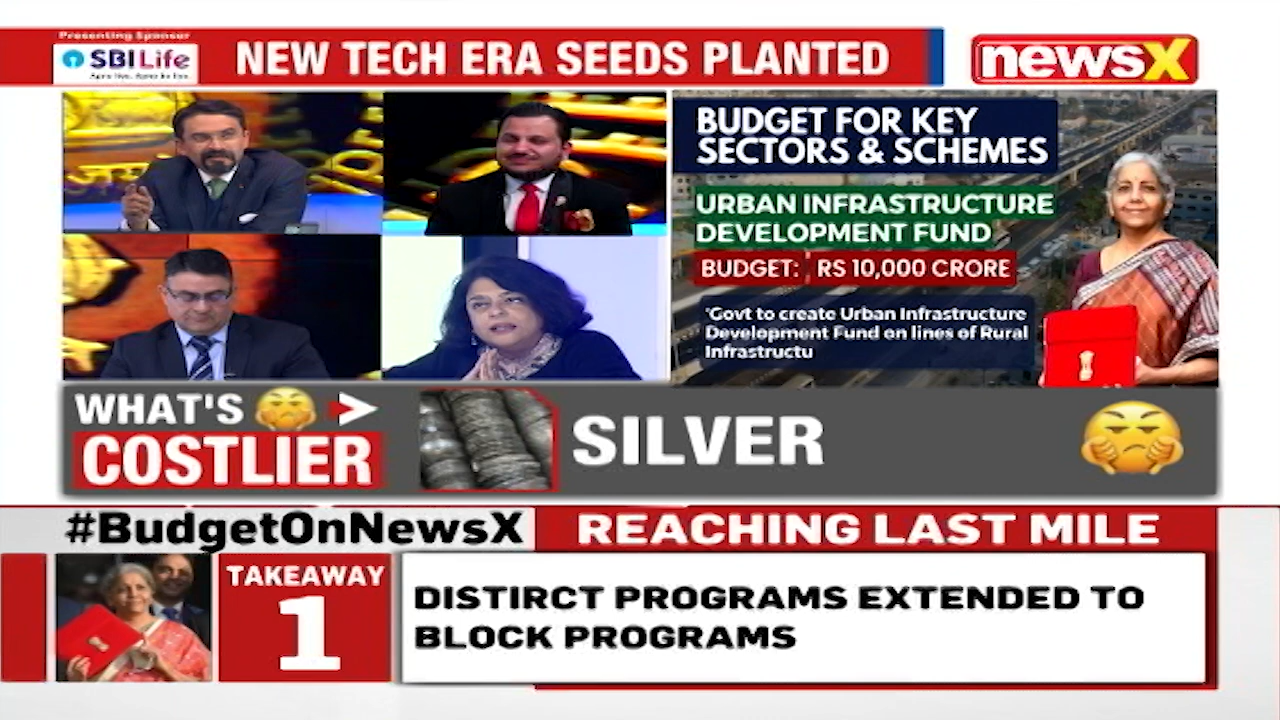 Presenting Sponsor
SBI Life
NEW TECH ERA SEEDS PLANTED
newsX
BUDGET FOR KEY
SECTORS & SCHEMES
URBAN INFRASTRUCTURE
DEVELOPMENT FUND
BUDGET: RS 10,000 CRORE
'Govt to create Urban Infrastructure
Development Fund on lines of Rural
Infrastructu
WHAT'S >
COSTLIER
SILVER
#BudgetOnNewsX
REACHING LAST MILE
TAKEAWAY
1
DISTIRCT PROGRAMS EXTENDED TO
BLOCK PROGRAMS